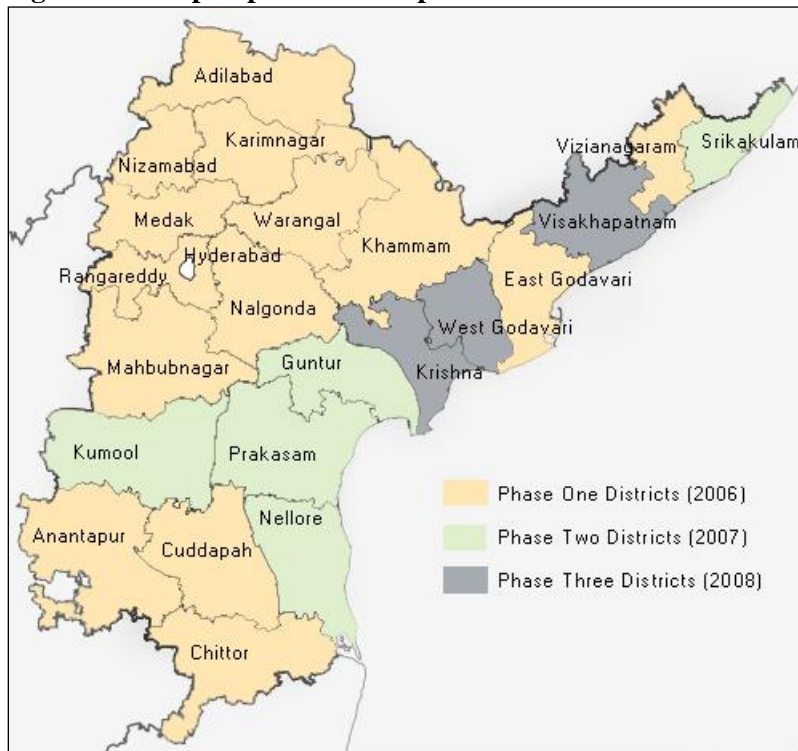 Adilabad
Karimnagar
Nizamabad
Vizianagaram
Srikakulam
Medak
Warangal
Visakhapatnam
Khammam
Hyderabad
Rangareddy
East Godavari
Nalgonda
West Godavari
Mahbubnagar
Guntur
Krishna
Kumool
Prakasam
Phase One Districts (2006)
Nellore
Anantapur
Phase Two Districts (2007)
Cuddapah
Phase Three Districts (2008)
Chittor